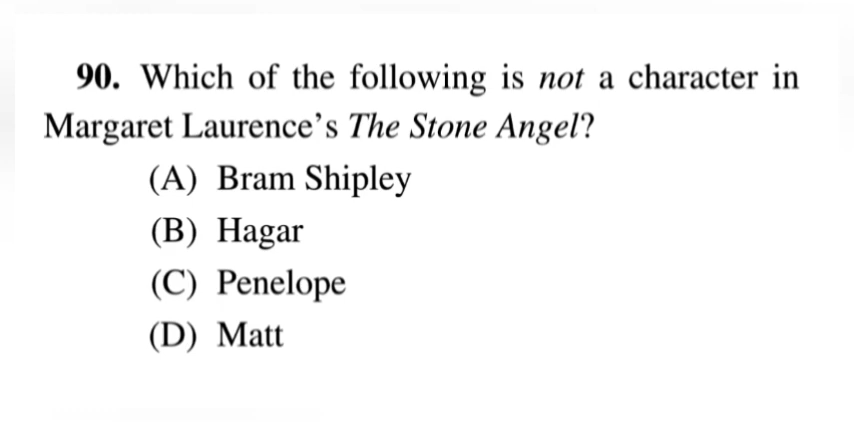 90. Which of the following is not a character in
Margaret Laurence’s The Stone Angel?
(A) Bram Shipley
(B) Hagar
(C) Penelope
(D) Matt